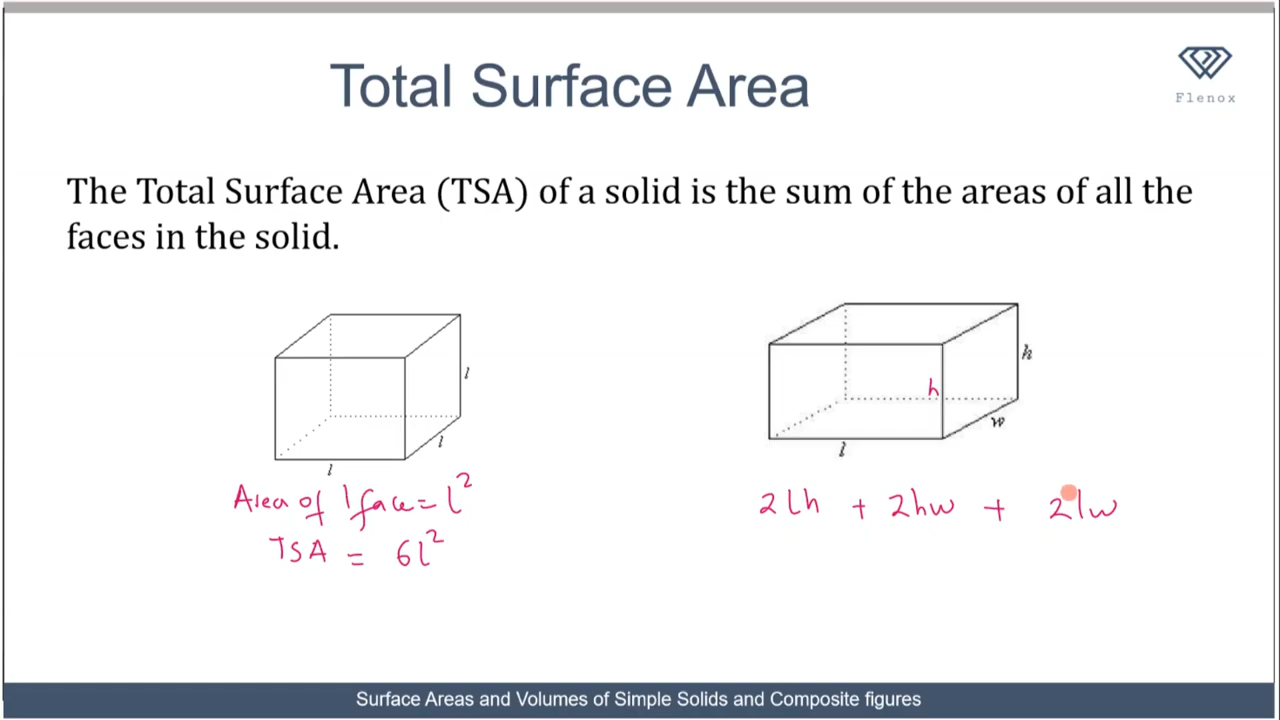 Total Surface Area
Flenox
The Total Surface Area (TSA) of a solid is the sum of the areas of all the
faces in the solid.
l
l
l
Area of 1 face = l²
TSA = 6l²
h
h
w
l
2lh + 2hw + 2lw
Surface Areas and Volumes of Simple Solids and Composite figures